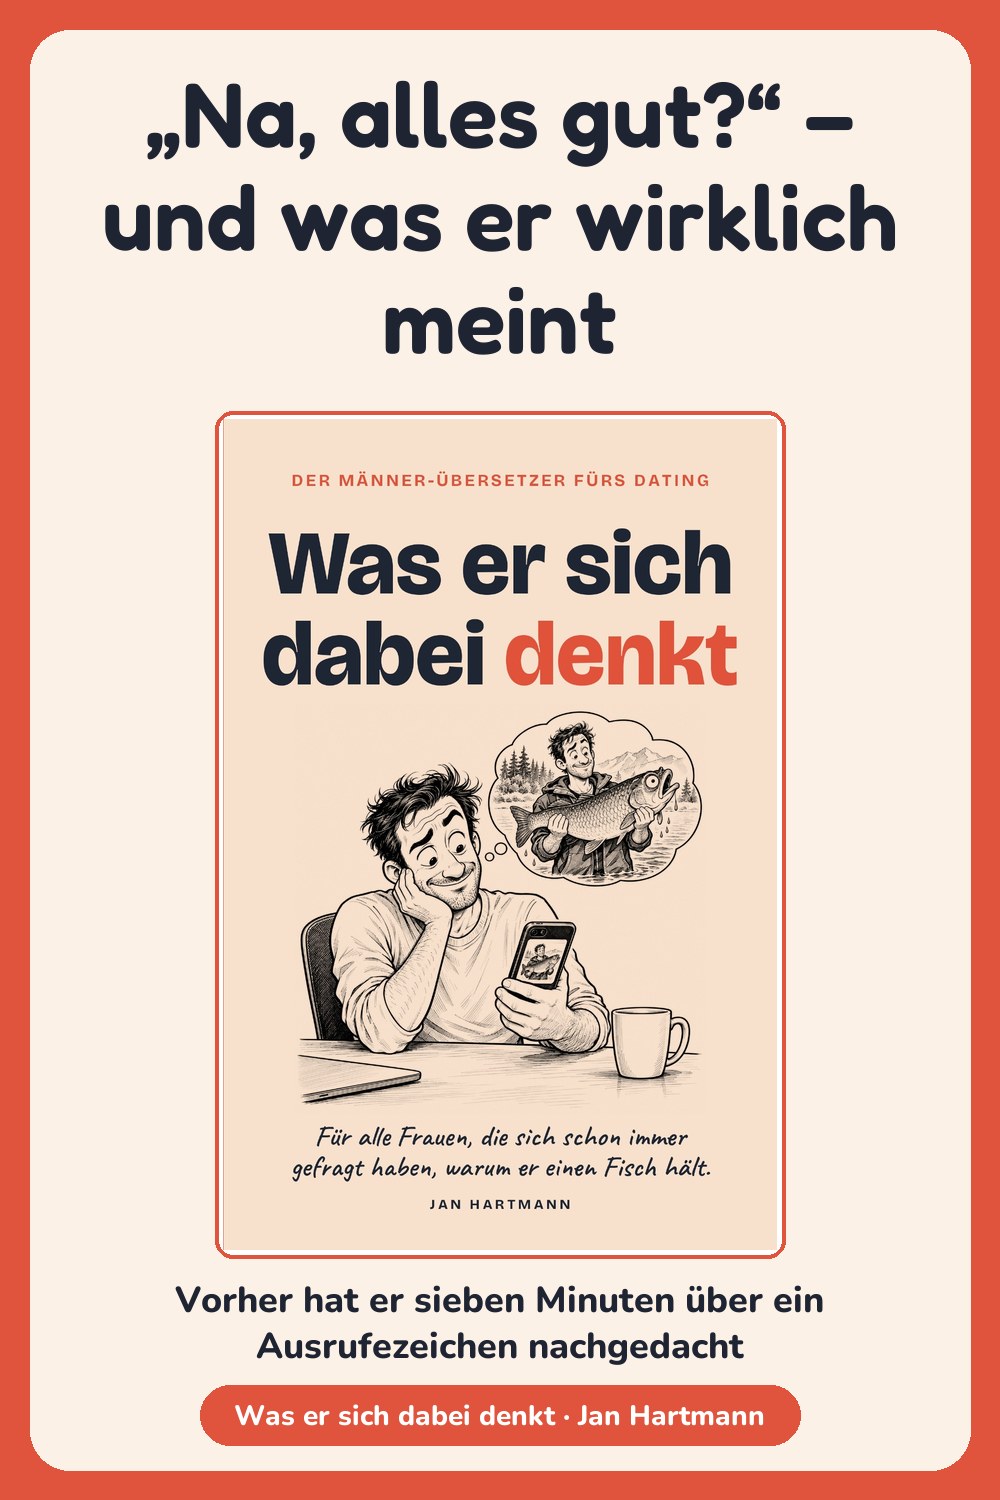 „Na, alles gut?“ –
und was er wirklich
meint
DER MÄNNER-ÜBERSETZER FÜRS DATING
Was er sich
dabei denkt
Für alle Frauen, die sich schon immer
gefragt haben, warum er einen Fisch hält.
JAN HARTMANN
Vorher hat er sieben Minuten über ein
Ausrufezeichen nachgedacht
Was er sich dabei denkt · Jan Hartmann